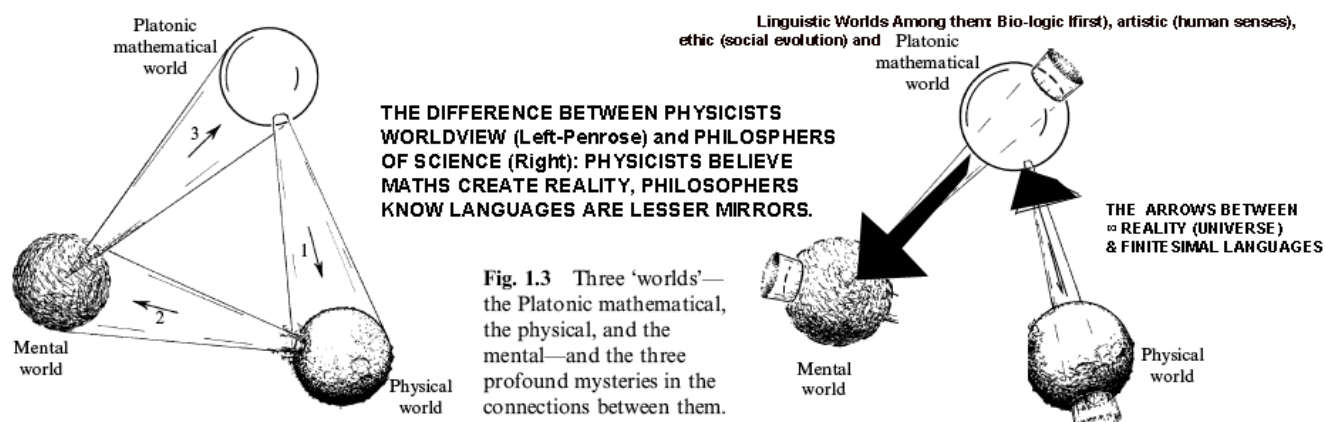 Platonic
mathematical
world
3
1
2
Mental
world
Physical
world
THE DIFFERENCE BETWEEN PHYSICISTS
WORLDVIEW (Left-Penrose) and PHILOSPHERS
OF SCIENCE (Right): PHYSICISTS BELIEVE
MATHS CREATE REALITY, PHILOSOPHERS
KNOW LANGUAGES ARE LESSER MIRRORS.
Fig. 1.3 Three ‘worlds’—
the Platonic mathematical,
the physical, and the
mental—and the three
profound mysteries in the
connections between them.
Linguistic Worlds Among them: Bio-logic lfirst), artistic (human senses),
ethic (social evolution) and Platonic
mathematical
world
THE ARROWS BETWEEN
∞ REALITY (UNIVERSE)
& FINITESIMAL LANGUAGES
Mental
world
Physical
world